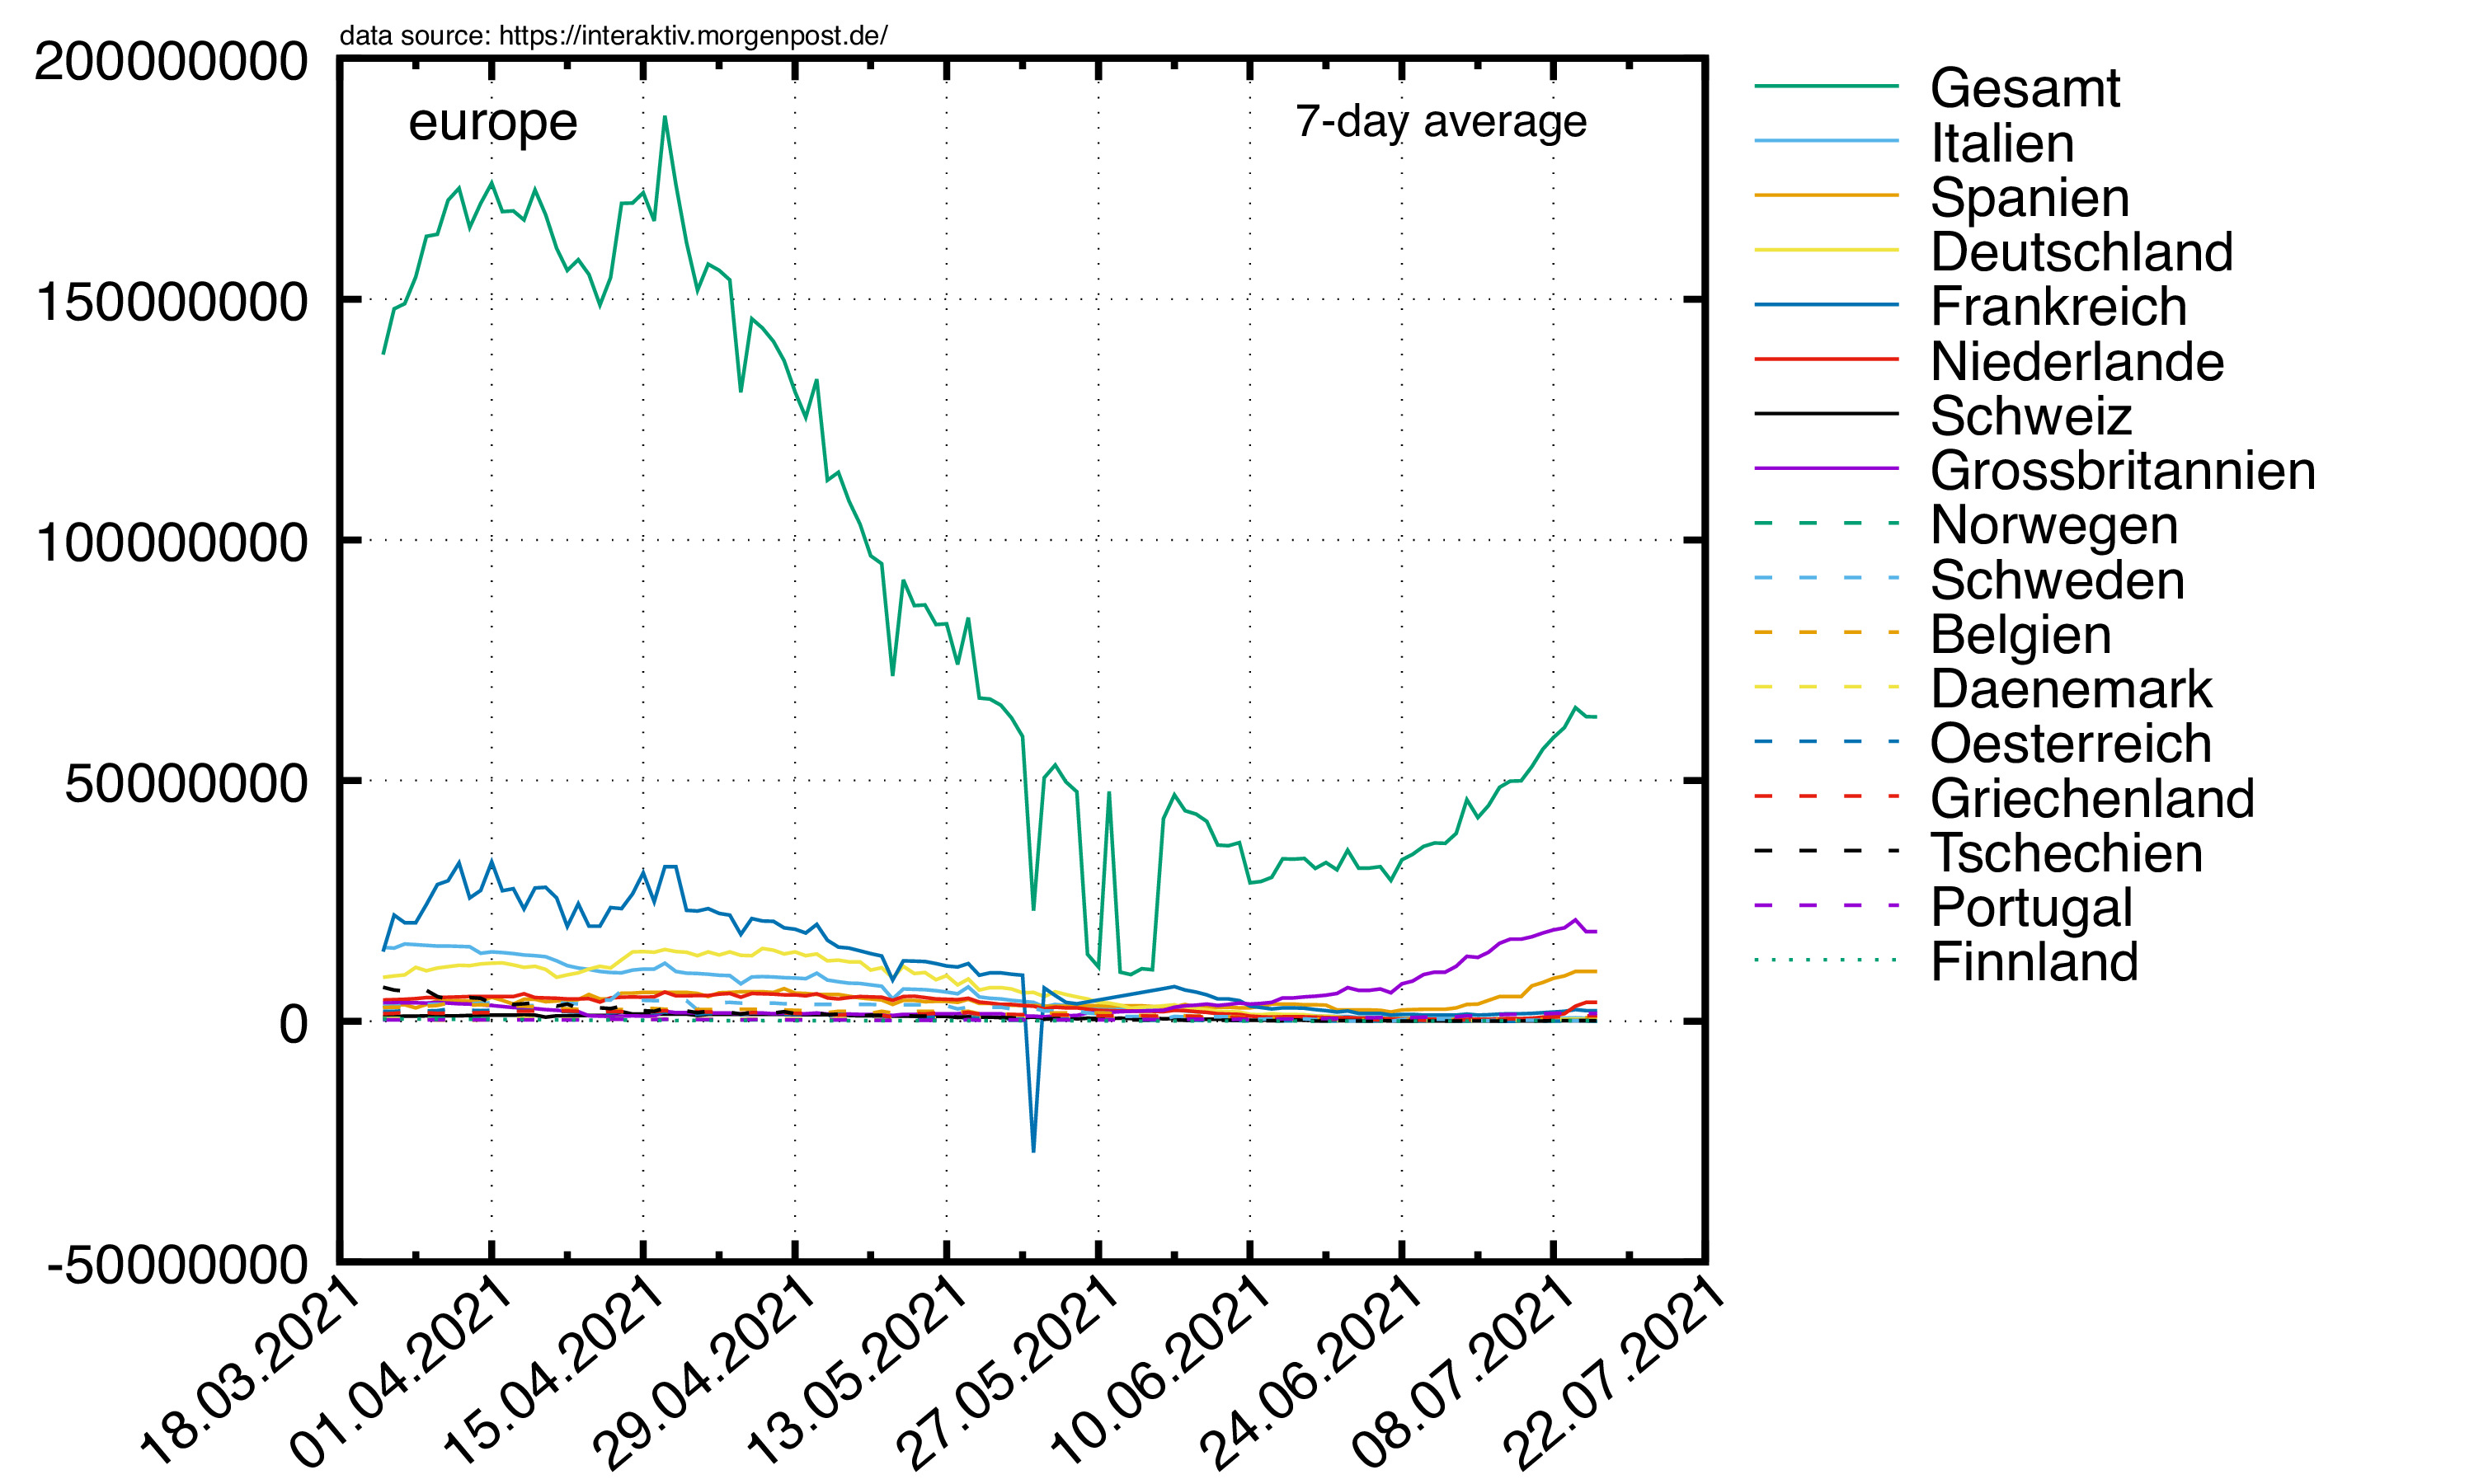 data source: https://interaktiv.morgenpost.de/
europe
7-day average
200000000
150000000
100000000
50000000
0
-50000000
18.03.2021
01.04.2021
15.04.2021
29.04.2021
13.05.2021
27.05.2021
10.06.2021
24.06.2021
08.07.2021
22.07.2021
Gesamt
Italien
Spanien
Deutschland
Frankreich
Niederlande
Schweiz
Grossbritannien
Norwegen
Schweden
Belgien
Daenemark
Oesterreich
Griechenland
Tschechien
Portugal
Finnland